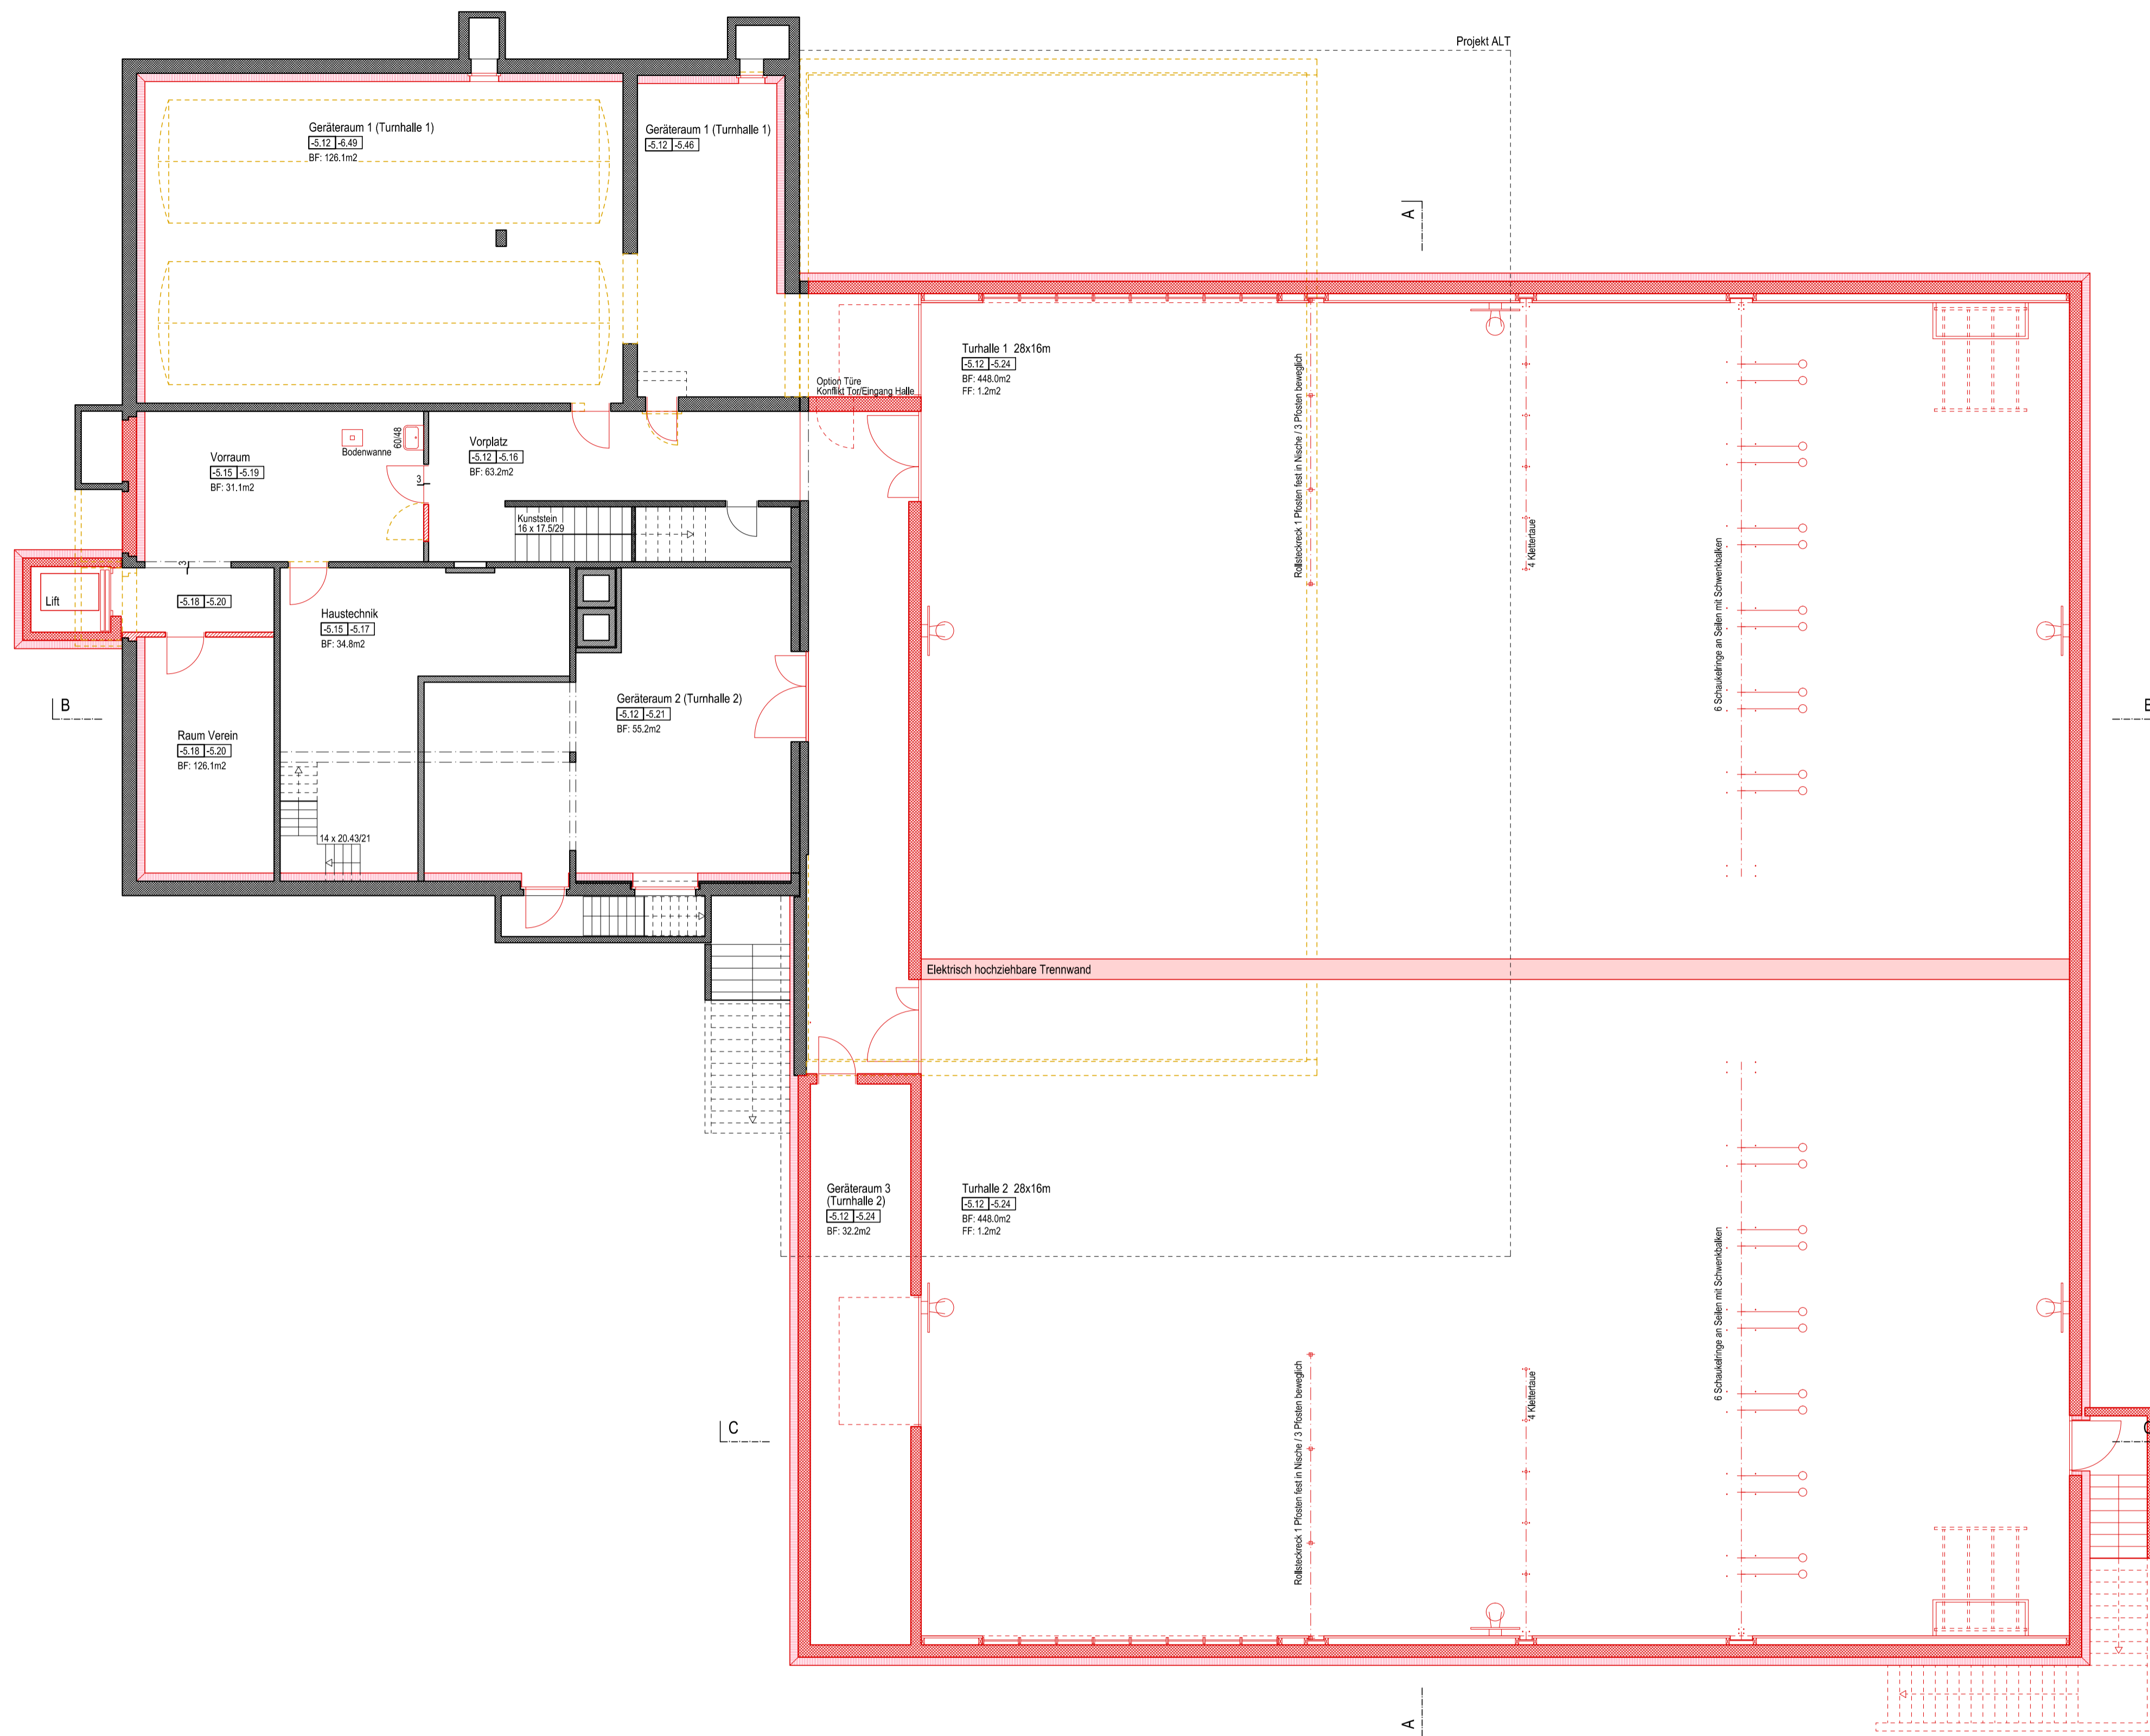 Projekt ALT
Geräteraum 1 (Turnhalle 1)
-5.12 -6.49
BF: 126.1m2
Geräteraum 1 (Turnhalle 1)
-5.12 -5.46
A
Turhalle 1 28x16m
-5.12 -5.24
BF: 448.0m2
FF: 1.2m2
Option Türe
Konflikt Tor/Eingang Halle
Rollsteckreck 1 Pfosten fest in Nische / 3 Pfosten beweglich
4 Klettertaue
6 Schaukelringe an Seilen mit Schwenkbalken
Vorraum
-5.15 -5.19
BF: 31.1m2
Bodenwanne
60/48
3
Vorplatz
-5.12 -5.16
BF: 63.2m2
Kunststein
16 x 17.5/29
3
Lift
-5.18 -5.20
Haustechnik
-5.15 -5.17
BF: 34.8m2
B
Geräteraum 2 (Turnhalle 2)
-5.12 -5.21
BF: 55.2m2
Raum Verein
-5.18 -5.20
BF: 126.1m2
14 x 20.43/21
Elektrisch hochziehbare Trennwand
Geräteraum 3
(Turnhalle 2)
-5.12 -5.24
BF: 32.2m2
Turhalle 2 28x16m
-5.12 -5.24
BF: 448.0m2
FF: 1.2m2
Rollsteckreck 1 Pfosten fest in Nische / 3 Pfosten beweglich
4 Klettertaue
6 Schaukelringe an Seilen mit Schwenkbalken
C
A